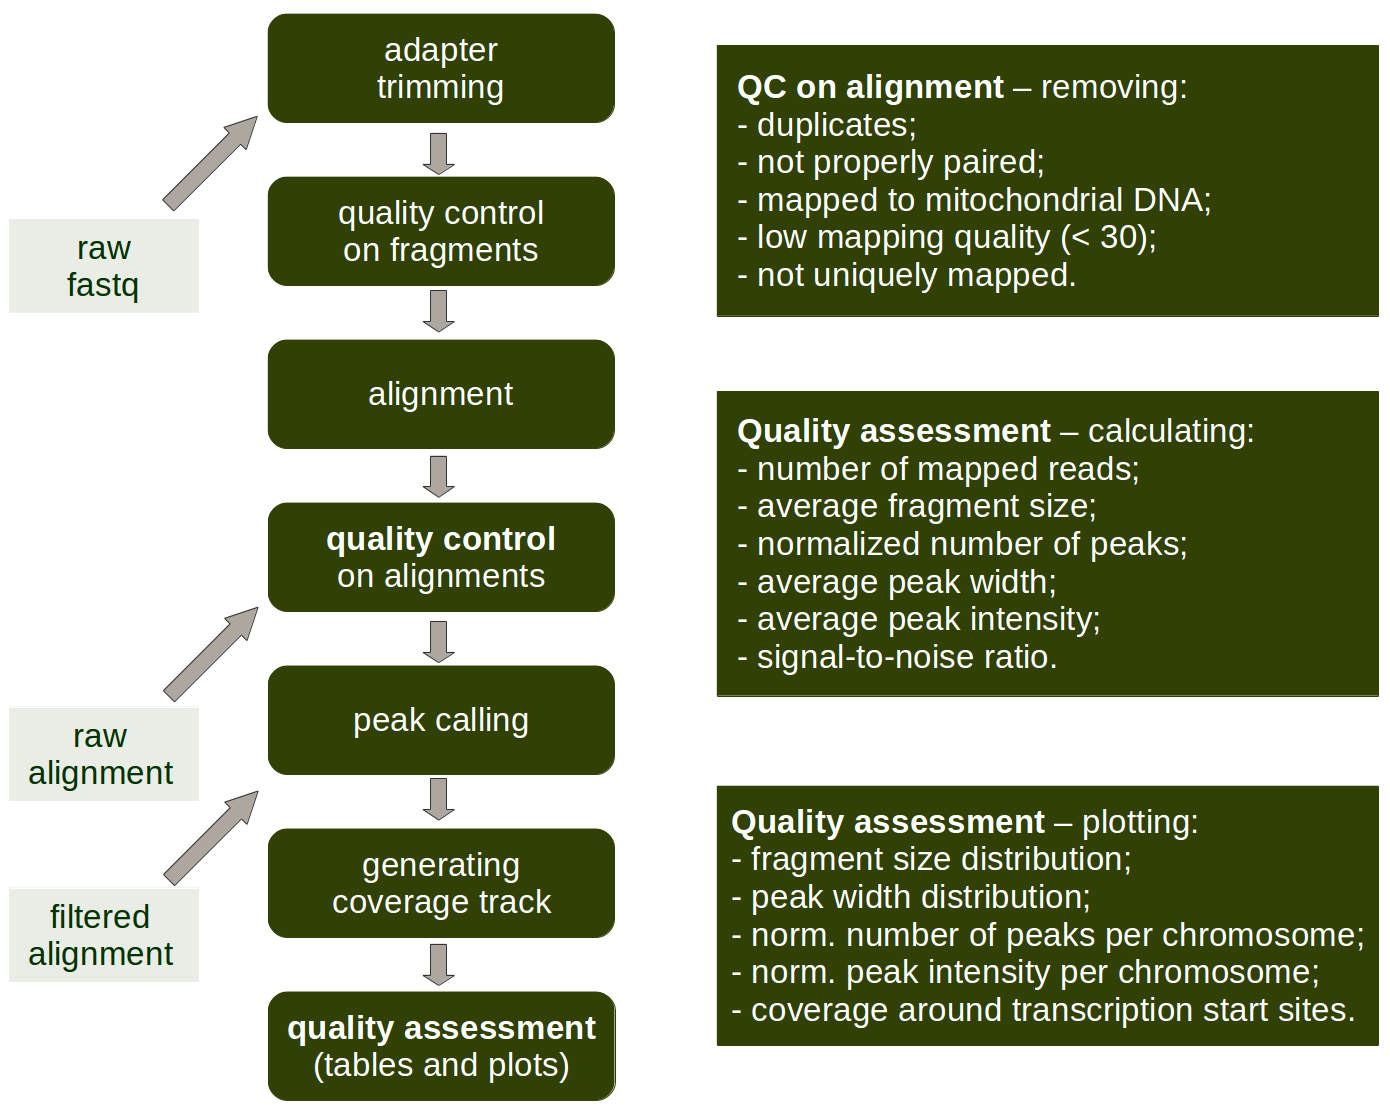 adapter
trimming
quality control
on fragments
raw
fastq
alignment
quality control
on alignments
peak calling
raw
alignment
generating
coverage track
filtered
alignment
quality assessment
(tables and plots)
QC on alignment – removing:
- duplicates;
- not properly paired;
- mapped to mitochondrial DNA;
- low mapping quality (< 30);
- not uniquely mapped.
Quality assessment – calculating:
- number of mapped reads;
- average fragment size;
- normalized number of peaks;
- average peak width;
- average peak intensity;
- signal-to-noise ratio.
Quality assessment – plotting:
- fragment size distribution;
- peak width distribution;
- norm. number of peaks per chromosome;
- norm. peak intensity per chromosome;
- coverage around transcription start sites.